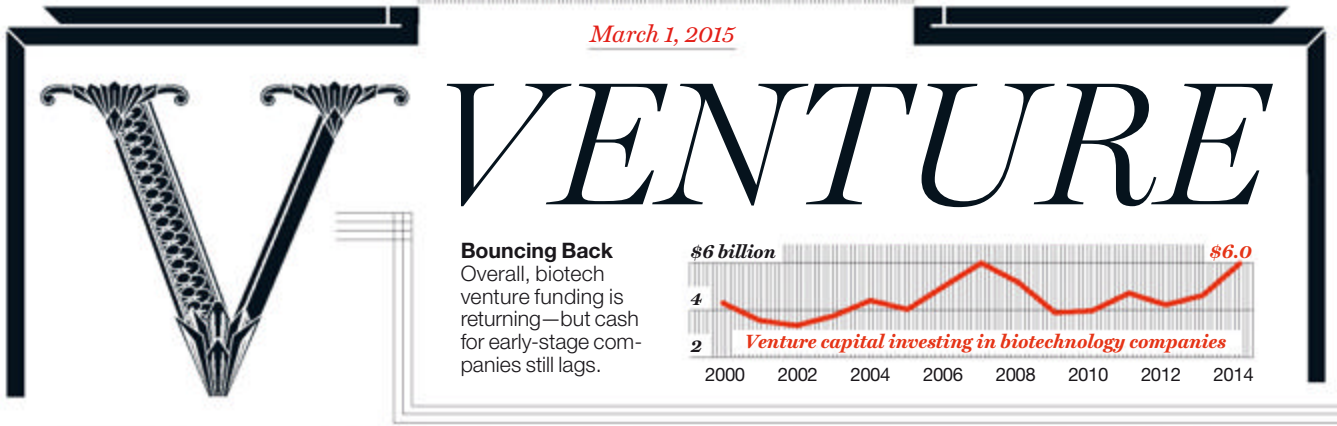 March 1, 2015
V
VENTURE
Bouncing Back
Overall, biotech
venture funding is
returning—but cash
for early-stage com-
panies still lags.
$6 billion
$6.0
4
2
Venture capital investing in biotechnology companies
2000 2002 2004 2006 2008 2010 2012 2014